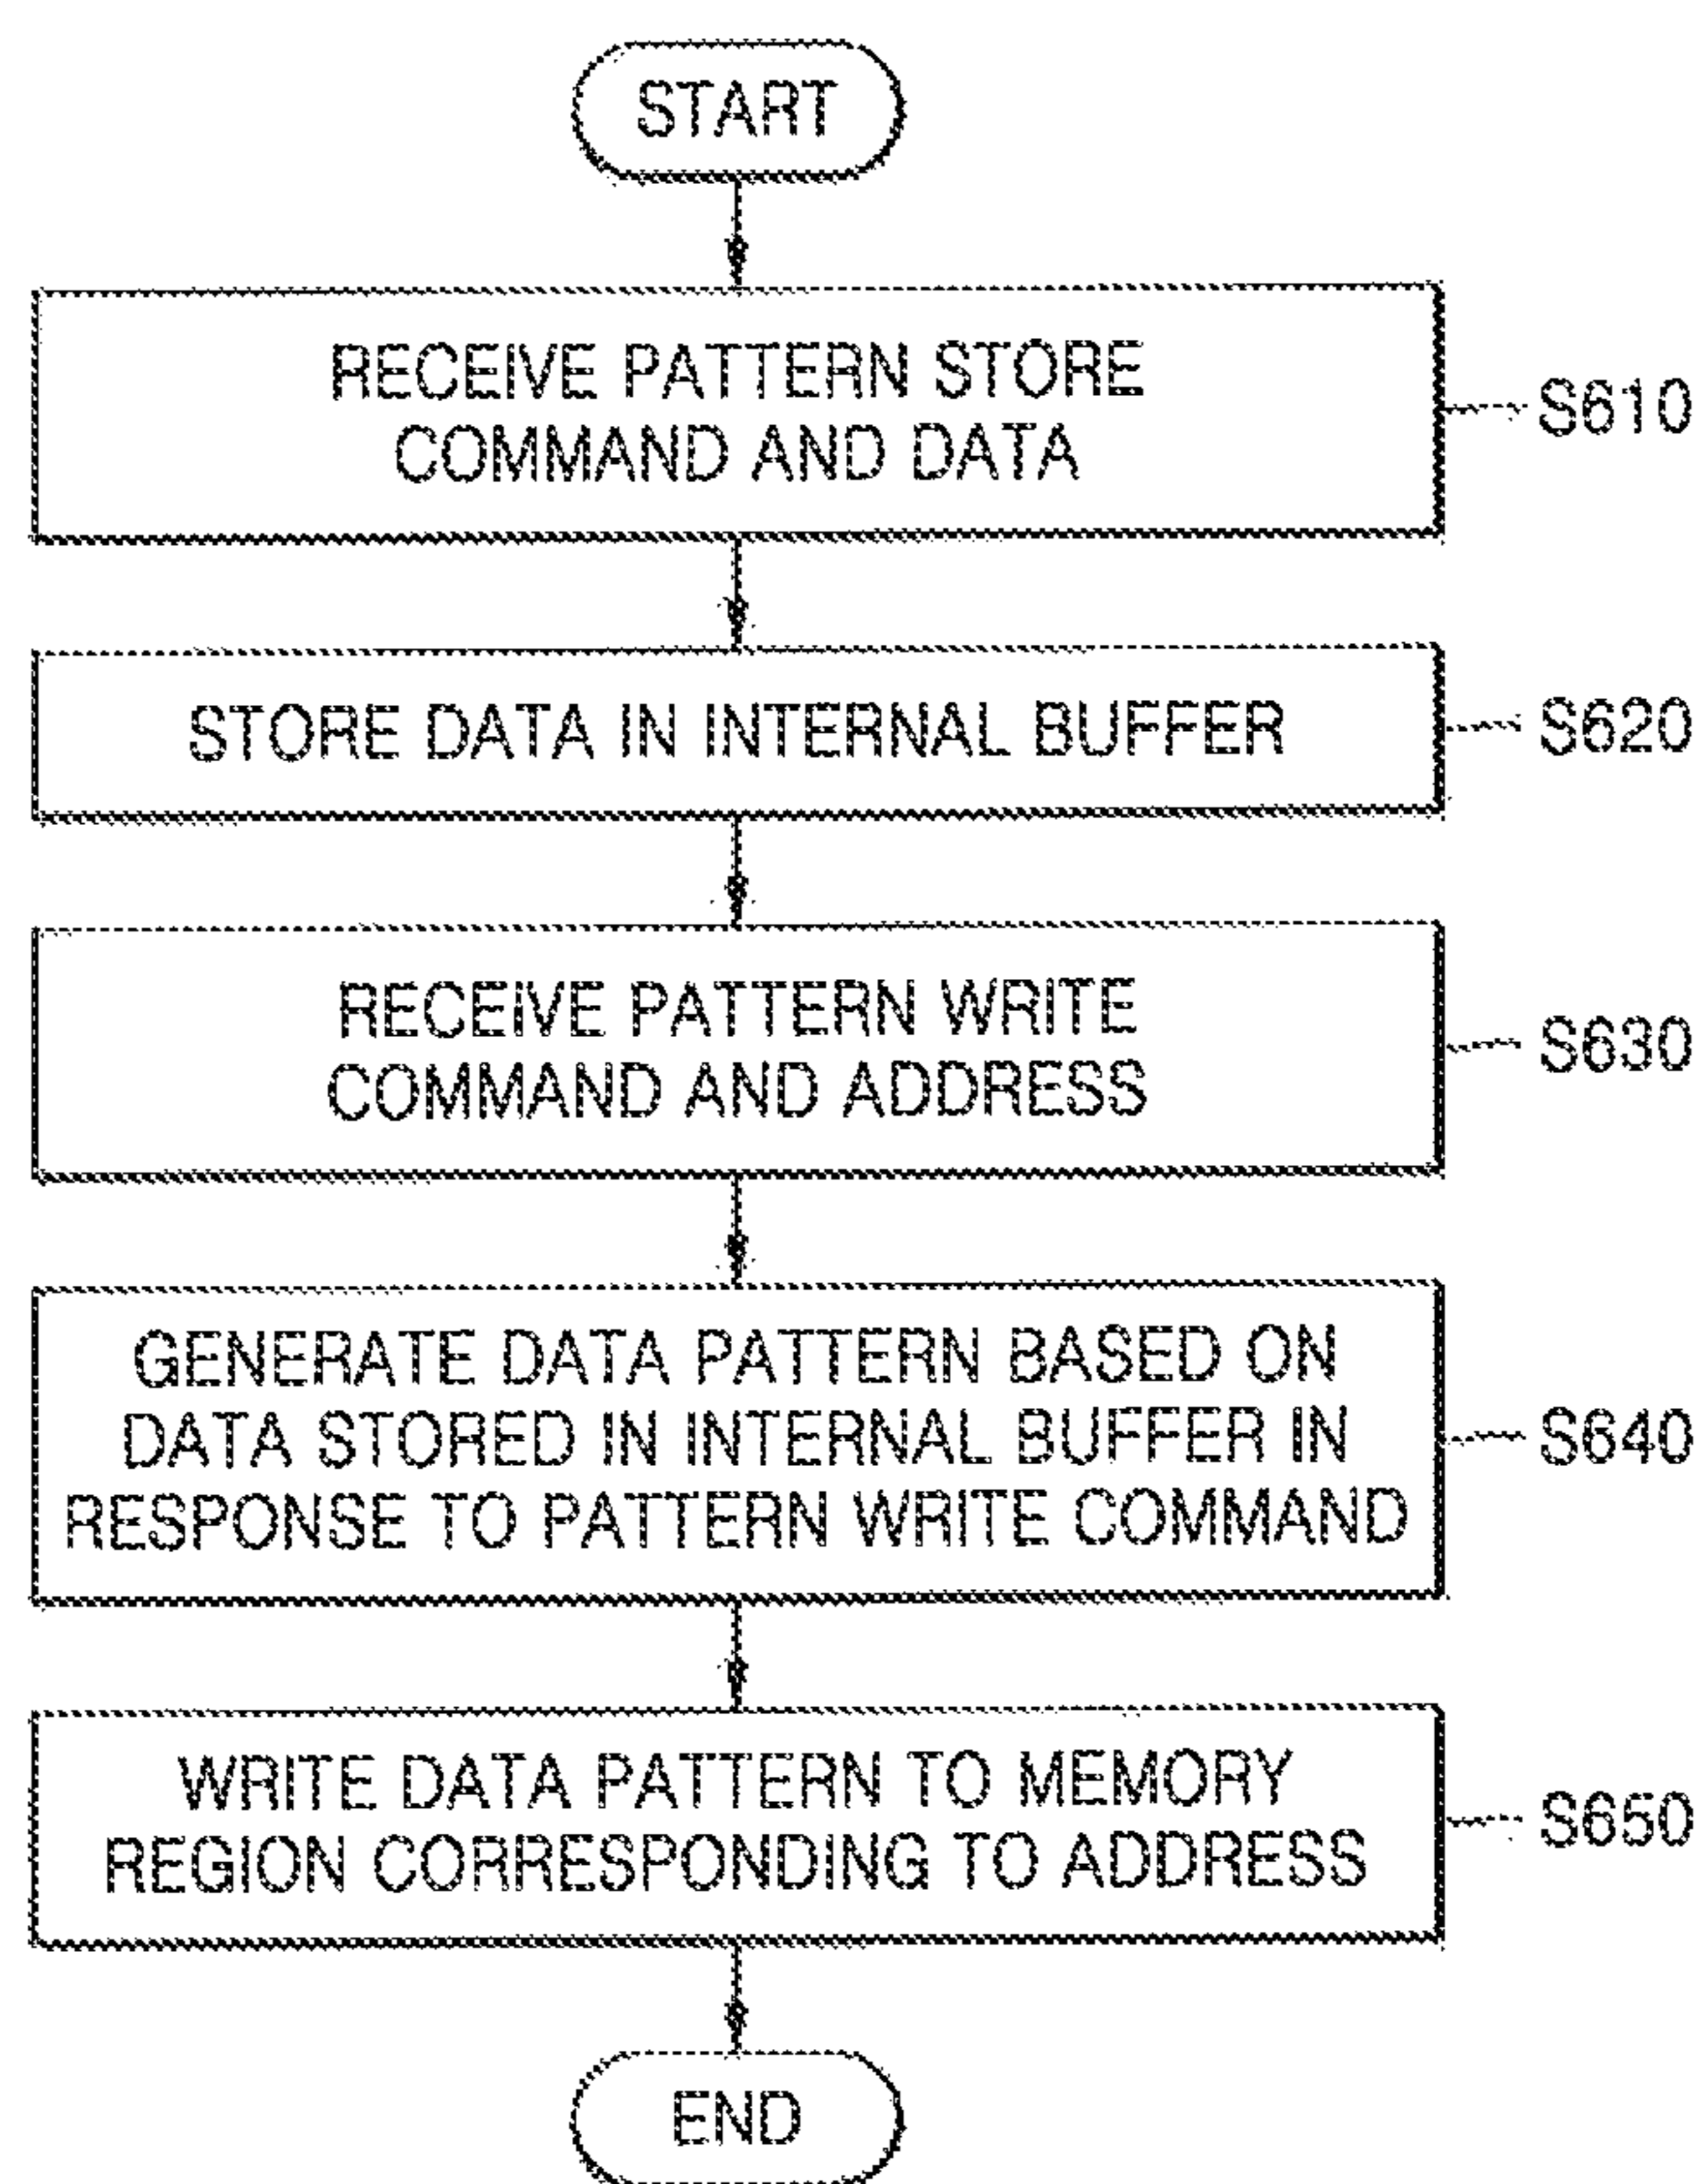 START
RECEIVE PATTERN STORE
COMMAND AND DATA
S610
STORE DATA IN INTERNAL BUFFER
S620
RECEIVE PATTERN WRITE
COMMAND AND ADDRESS
S630
GENERATE DATA PATTERN BASED ON
DATA STORED IN INTERNAL BUFFER IN
RESPONSE TO PATTERN WRITE COMMAND
S640
WRITE DATA PATTERN TO MEMORY
REGION CORRESPONDING TO ADDRESS
S650
END